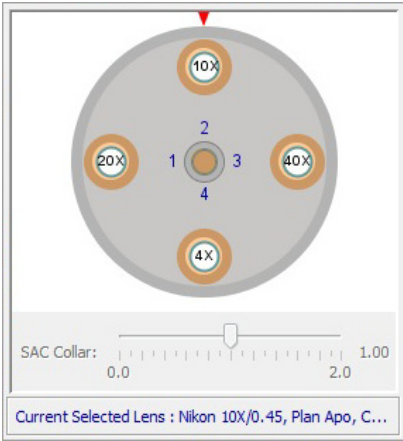 10X
2
20X 1 3 40X
4
4X
SAC Collar: 1.00
0.0 2.0
Current Selected Lens : Nikon 10X/0.45, Plan Apo, C...